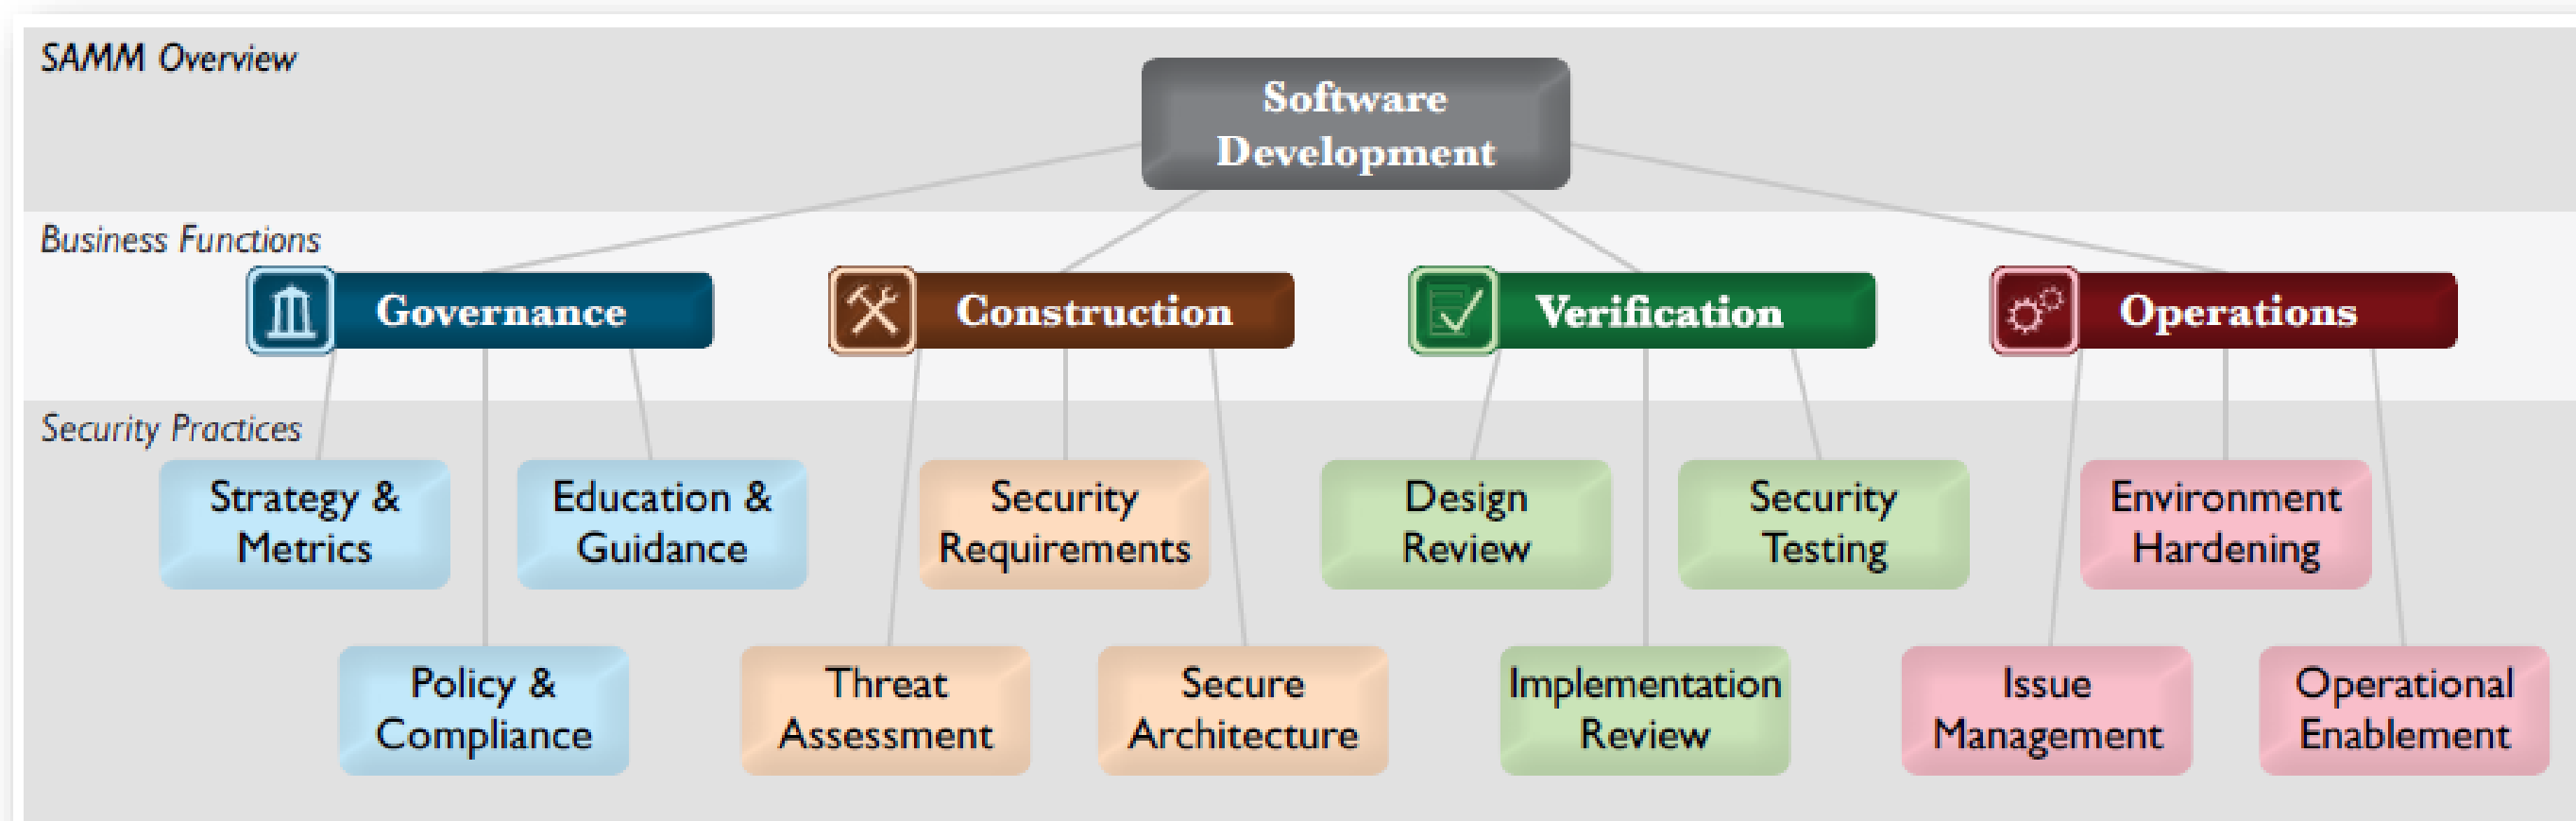 SAMM Overview
Software
Development
Business Functions
Governance
Construction
Verification
Operations
Security Practices
Strategy &
Metrics
Education &
Guidance
Security
Requirements
Design
Review
Security
Testing
Environment
Hardening
Policy &
Compliance
Threat
Assessment
Secure
Architecture
Implementation
Review
Issue
Management
Operational
Enablement